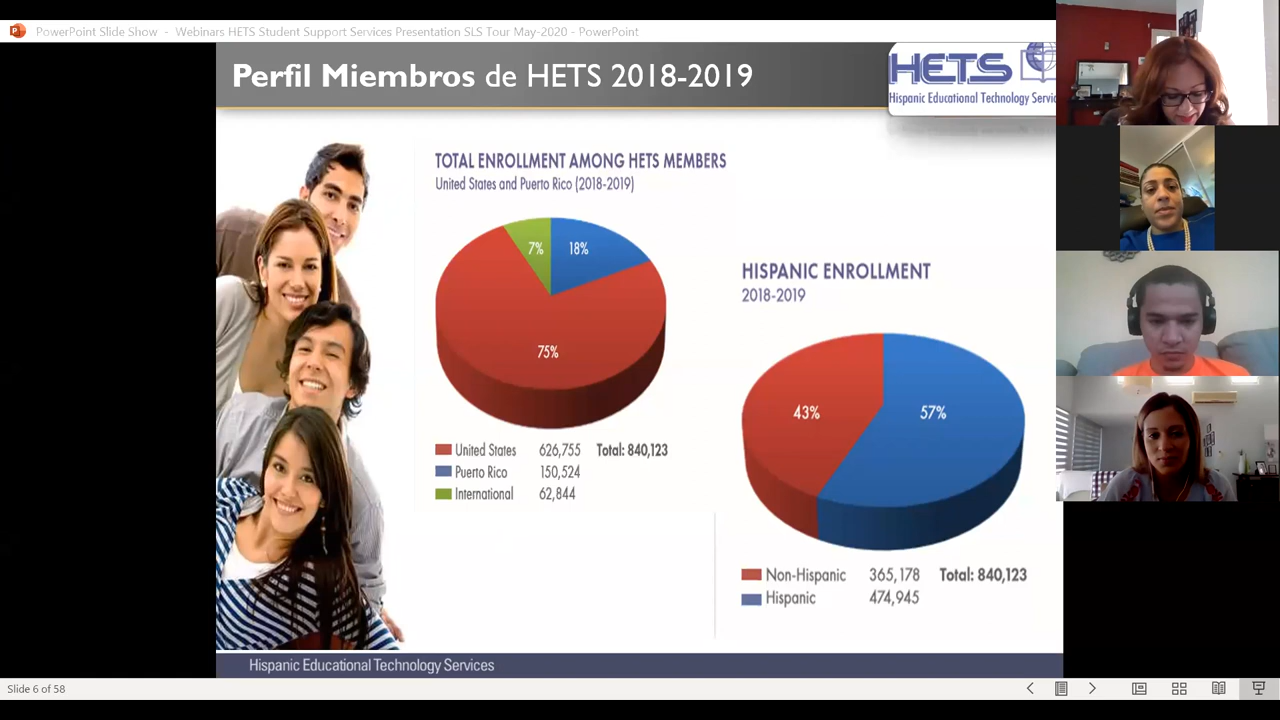 PowerPoint Slide Show - Webinars HETS Student Support Services Presentation SLS Tour May-2020 - PowerPoint
Perfil Miembros de HETS 2018-2019
HETS
Hispanic Educational Technology
TOTAL ENROLLMENT AMONG HETS MEMBERS
United States and Puerto Rico (2018-2019)
7%
18%
75%
United States 626,755 Total: 840,123
Puerto Rico 150,524
International 62,844
HISPANIC ENROLLMENT
2018-2019
43%
57%
Non-Hispanic 365,178 Total: 840,123
Hispanic 474,945
Hispanic Educational Technology Services
Slide 6 of 58